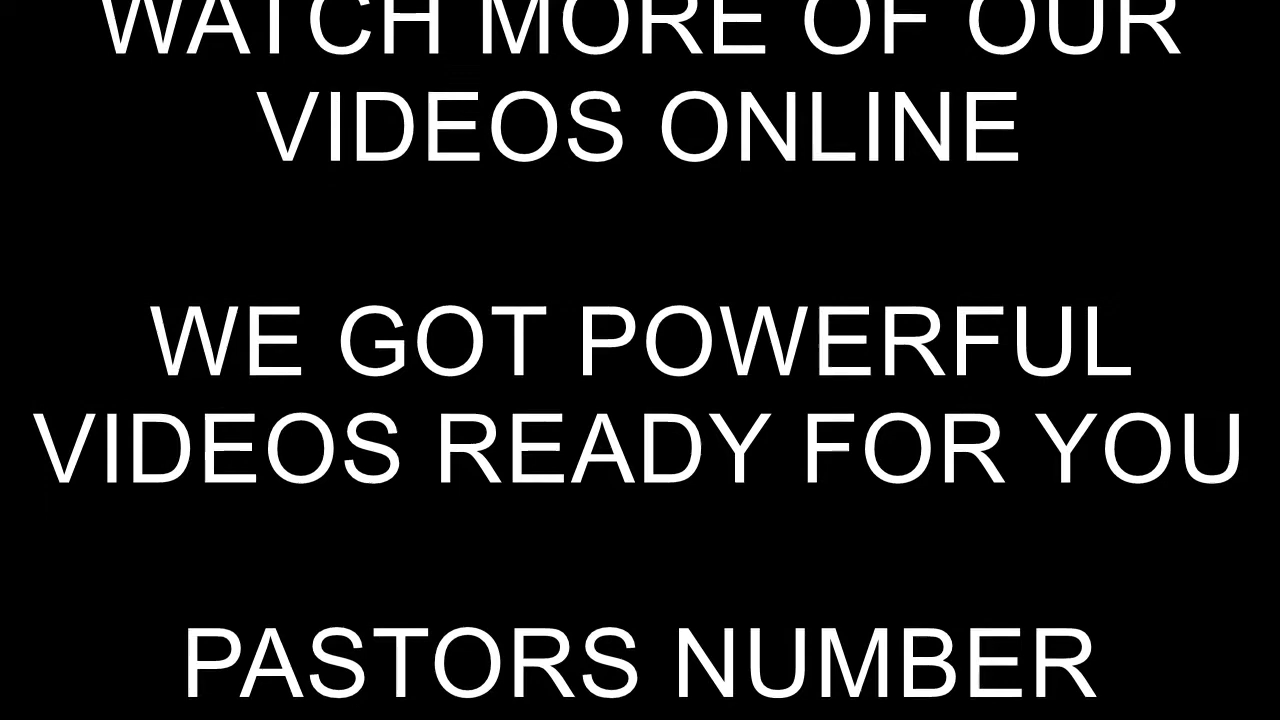 WATCH MORE OF OUR
VIDEOS ONLINE
WE GOT POWERFUL
VIDEOS READY FOR YOU
PASTORS NUMBER